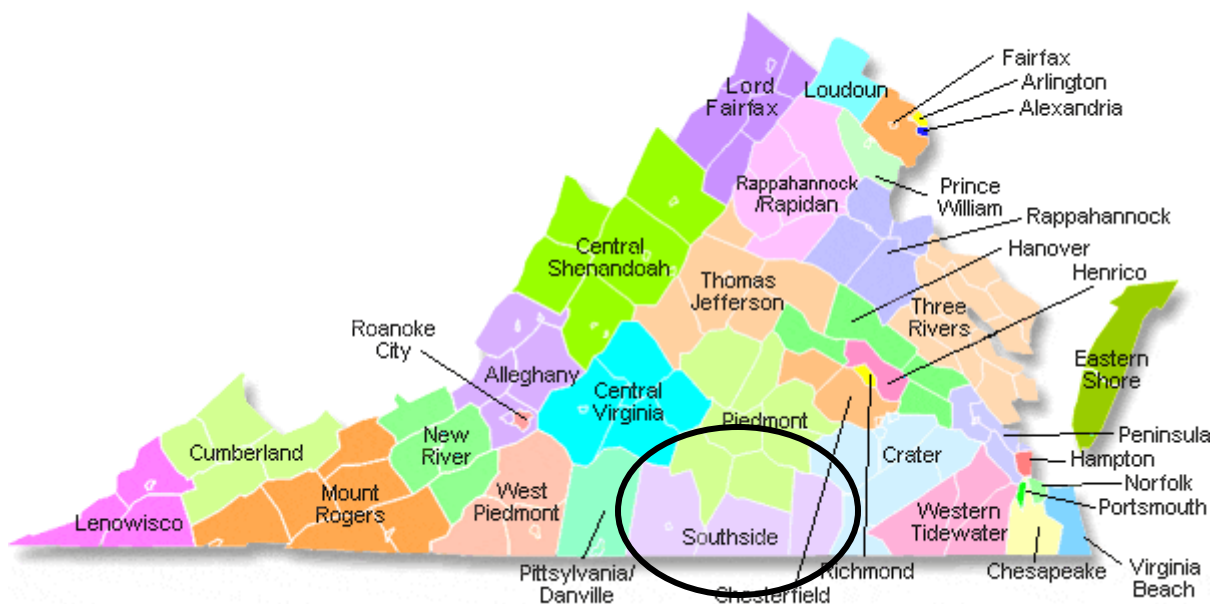 Fairfax
Arlington
Alexandria
Lord
Fairfax
Loudoun
Rappahannock
/Rapidan
Prince
William
Rappahannock
Hanover
Henrico
Central
Shenandoah
Thomas
Jefferson
Three
Rivers
Roanoke
City
Alleghany
Eastern
Shore
Central
Virginia
Piedmont
Cumberland
New
River
Crater
Peninsula
Hampton
Norfolk
Portsmouth
Lenowisco
Mount
Rogers
West
Piedmont
Southside
Western
Tidewater
Pittsylvania/
Danville
Chesterfield
Richmond
Chesapeake
Virginia
Beach